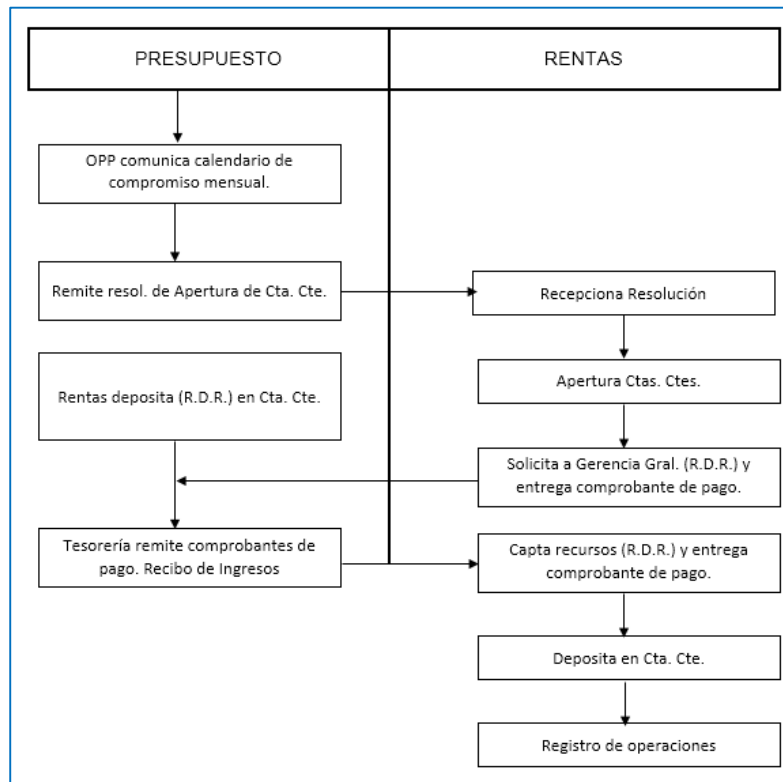 PRESUPUESTO
RENTAS
OPP comunica calendario de
compromiso mensual.
Remite resol. de Apertura de Cta. Cte.
Recepciona Resolución
Rentas deposita (R.D.R.) en Cta. Cte.
Apertura Ctas. Ctes.
Solicita a Gerencia Gral. (R.D.R.) y
entrega comprobante de pago.
Tesorería remite comprobantes de
pago. Recibo de Ingresos
Capta recursos (R.D.R.) y entrega
comprobante de pago.
Deposita en Cta. Cte.
Registro de operaciones